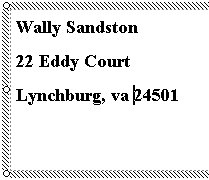 Wally Sandston
22 Eddy Court
Lynchburg, va 24501